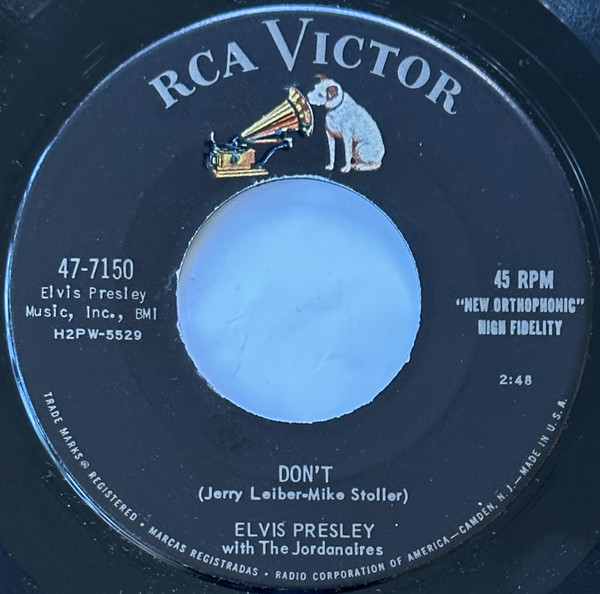 RCA VICTOR
47-7150
Elvis Presley
Music, Inc., BMI
H2PW-5529
45 RPM
"NEW ORTHOPHONIC"
HIGH FIDELITY
2:48
DON'T
(Jerry Leiber-Mike Stoller)
ELVIS PRESLEY
with The Jordanaires
TRADE MARKS® REGISTERED • MARCAS REGISTRADAS • RADIO CORPORATION OF AMERICA—CAMDEN, N.J.—MADE IN U.S.A.